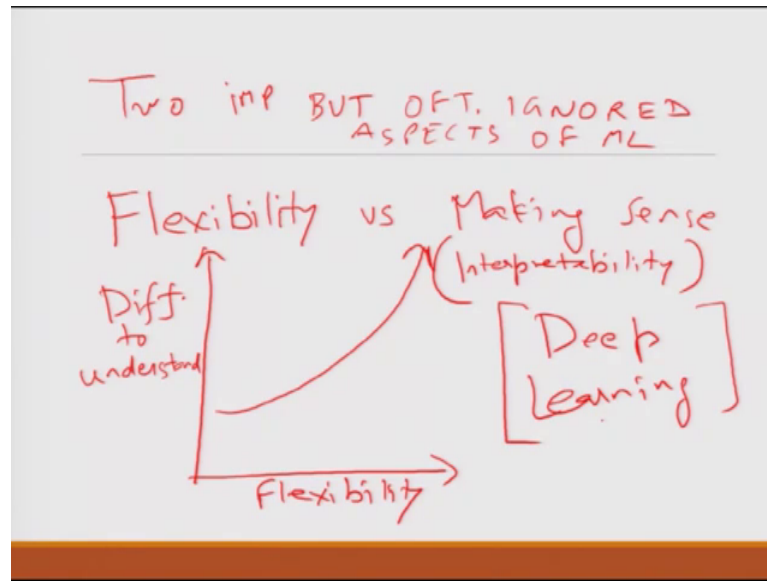 Two imp BUT OFT. IGNORED
ASPECTS OF ML
Flexibility vs Making Sense
(Interpretability)
Diff.
to
understand
Deep
Learning
Flexibility